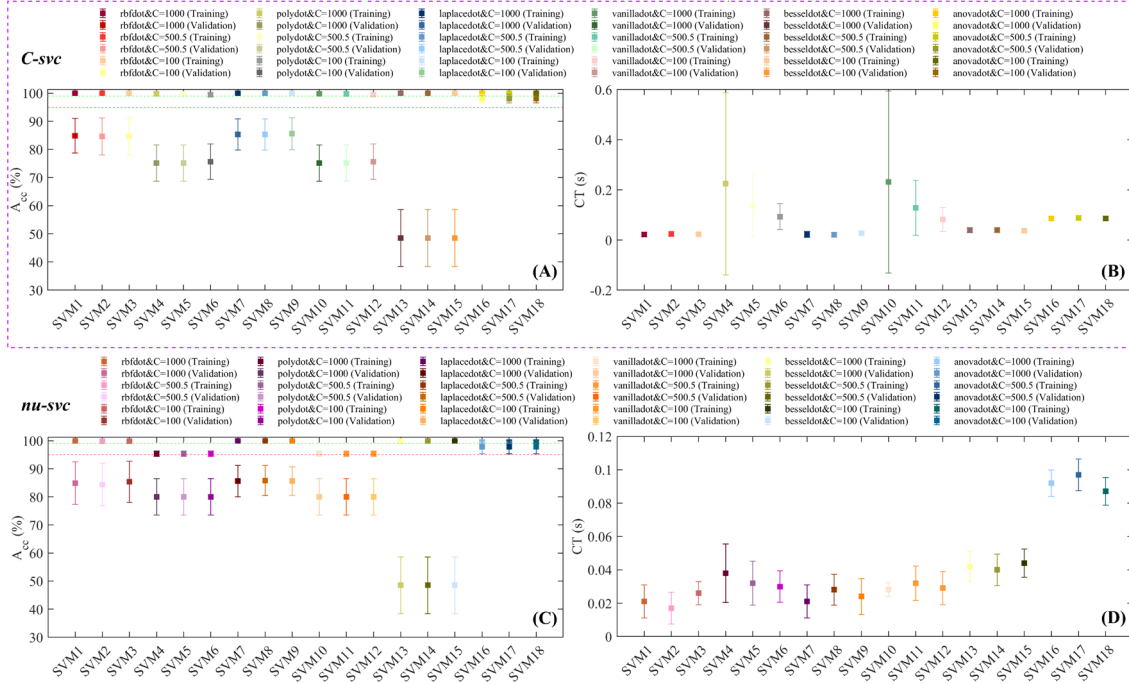 rbfdot&C=1000 (Training) polydot&C=1000 (Training) laplacedot&C=1000 (Training) vanilladot&C=1000 (Training) besseldot&C=1000 (Training) anovadot&C=1000 (Training)
rbfdot&C=1000 (Validation) polydot&C=1000 (Validation) laplacedot&C=1000 (Validation) vanilladot&C=1000 (Validation) besseldot&C=1000 (Validation) anovadot&C=1000 (Validation)
rbfdot&C=500.5 (Training) polydot&C=500.5 (Training) laplacedot&C=500.5 (Training) vanilladot&C=500.5 (Training) besseldot&C=500.5 (Training) anovadot&C=500.5 (Training)
C-svc rbfdot&C=500.5 (Validation) polydot&C=500.5 (Validation) laplacedot&C=500.5 (Validation) vanilladot&C=500.5 (Validation) besseldot&C=500.5 (Validation) anovadot&C=500.5 (Validation)
rbfdot&C=100 (Training) polydot&C=100 (Training) laplacedot&C=100 (Training) vanilladot&C=100 (Training) besseldot&C=100 (Training) anovadot&C=100 (Training)
rbfdot&C=100 (Validation) polydot&C=100 (Validation) laplacedot&C=100 (Validation) vanilladot&C=100 (Validation) besseldot&C=100 (Validation) anovadot&C=100 (Validation)
100
90
80
70
60
50
40
30
Acc (%)
(A)
SVM1 SVM2 SVM3 SVM4 SVM5 SVM6 SVM7 SVM8 SVM9 SVM10 SVM11 SVM12 SVM13 SVM14 SVM15 SVM16 SVM17 SVM18
0.6
0.4
0.2
0
-0.2
CT (s)
(B)
SVM1 SVM2 SVM3 SVM4 SVM5 SVM6 SVM7 SVM8 SVM9 SVM10 SVM11 SVM12 SVM13 SVM14 SVM15 SVM16 SVM17 SVM18
rbfdot&C=1000 (Training) polydot&C=1000 (Training) laplacedot&C=1000 (Training) vanilladot&C=1000 (Training) besseldot&C=1000 (Training) anovadot&C=1000 (Training)
rbfdot&C=1000 (Validation) polydot&C=1000 (Validation) laplacedot&C=1000 (Validation) vanilladot&C=1000 (Validation) besseldot&C=1000 (Validation) anovadot&C=1000 (Validation)
rbfdot&C=500.5 (Training) polydot&C=500.5 (Training) laplacedot&C=500.5 (Training) vanilladot&C=500.5 (Training) besseldot&C=500.5 (Training) anovadot&C=500.5 (Training)
nu-svc rbfdot&C=500.5 (Validation) polydot&C=500.5 (Validation) laplacedot&C=500.5 (Validation) vanilladot&C=500.5 (Validation) besseldot&C=500.5 (Validation) anovadot&C=500.5 (Validation)
rbfdot&C=100 (Training) polydot&C=100 (Training) laplacedot&C=100 (Training) vanilladot&C=100 (Training) besseldot&C=100 (Training) anovadot&C=100 (Training)
rbfdot&C=100 (Validation) polydot&C=100 (Validation) laplacedot&C=100 (Validation) vanilladot&C=100 (Validation) besseldot&C=100 (Validation) anovadot&C=100 (Validation)
100
90
80
70
60
50
40
30
Acc (%)
(C)
SVM1 SVM2 SVM3 SVM4 SVM5 SVM6 SVM7 SVM8 SVM9 SVM10 SVM11 SVM12 SVM13 SVM14 SVM15 SVM16 SVM17 SVM18
0.12
0.1
0.08
0.06
0.04
0.02
0
CT (s)
(D)
SVM1 SVM2 SVM3 SVM4 SVM5 SVM6 SVM7 SVM8 SVM9 SVM10 SVM11 SVM12 SVM13 SVM14 SVM15 SVM16 SVM17 SVM18